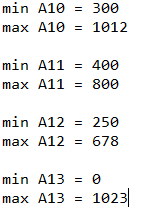 min A10 = 300
max A10 = 1012
min A11 = 400
max A11 = 800
min A12 = 250
max A12 = 678
min A13 = 0
max A13 = 1023